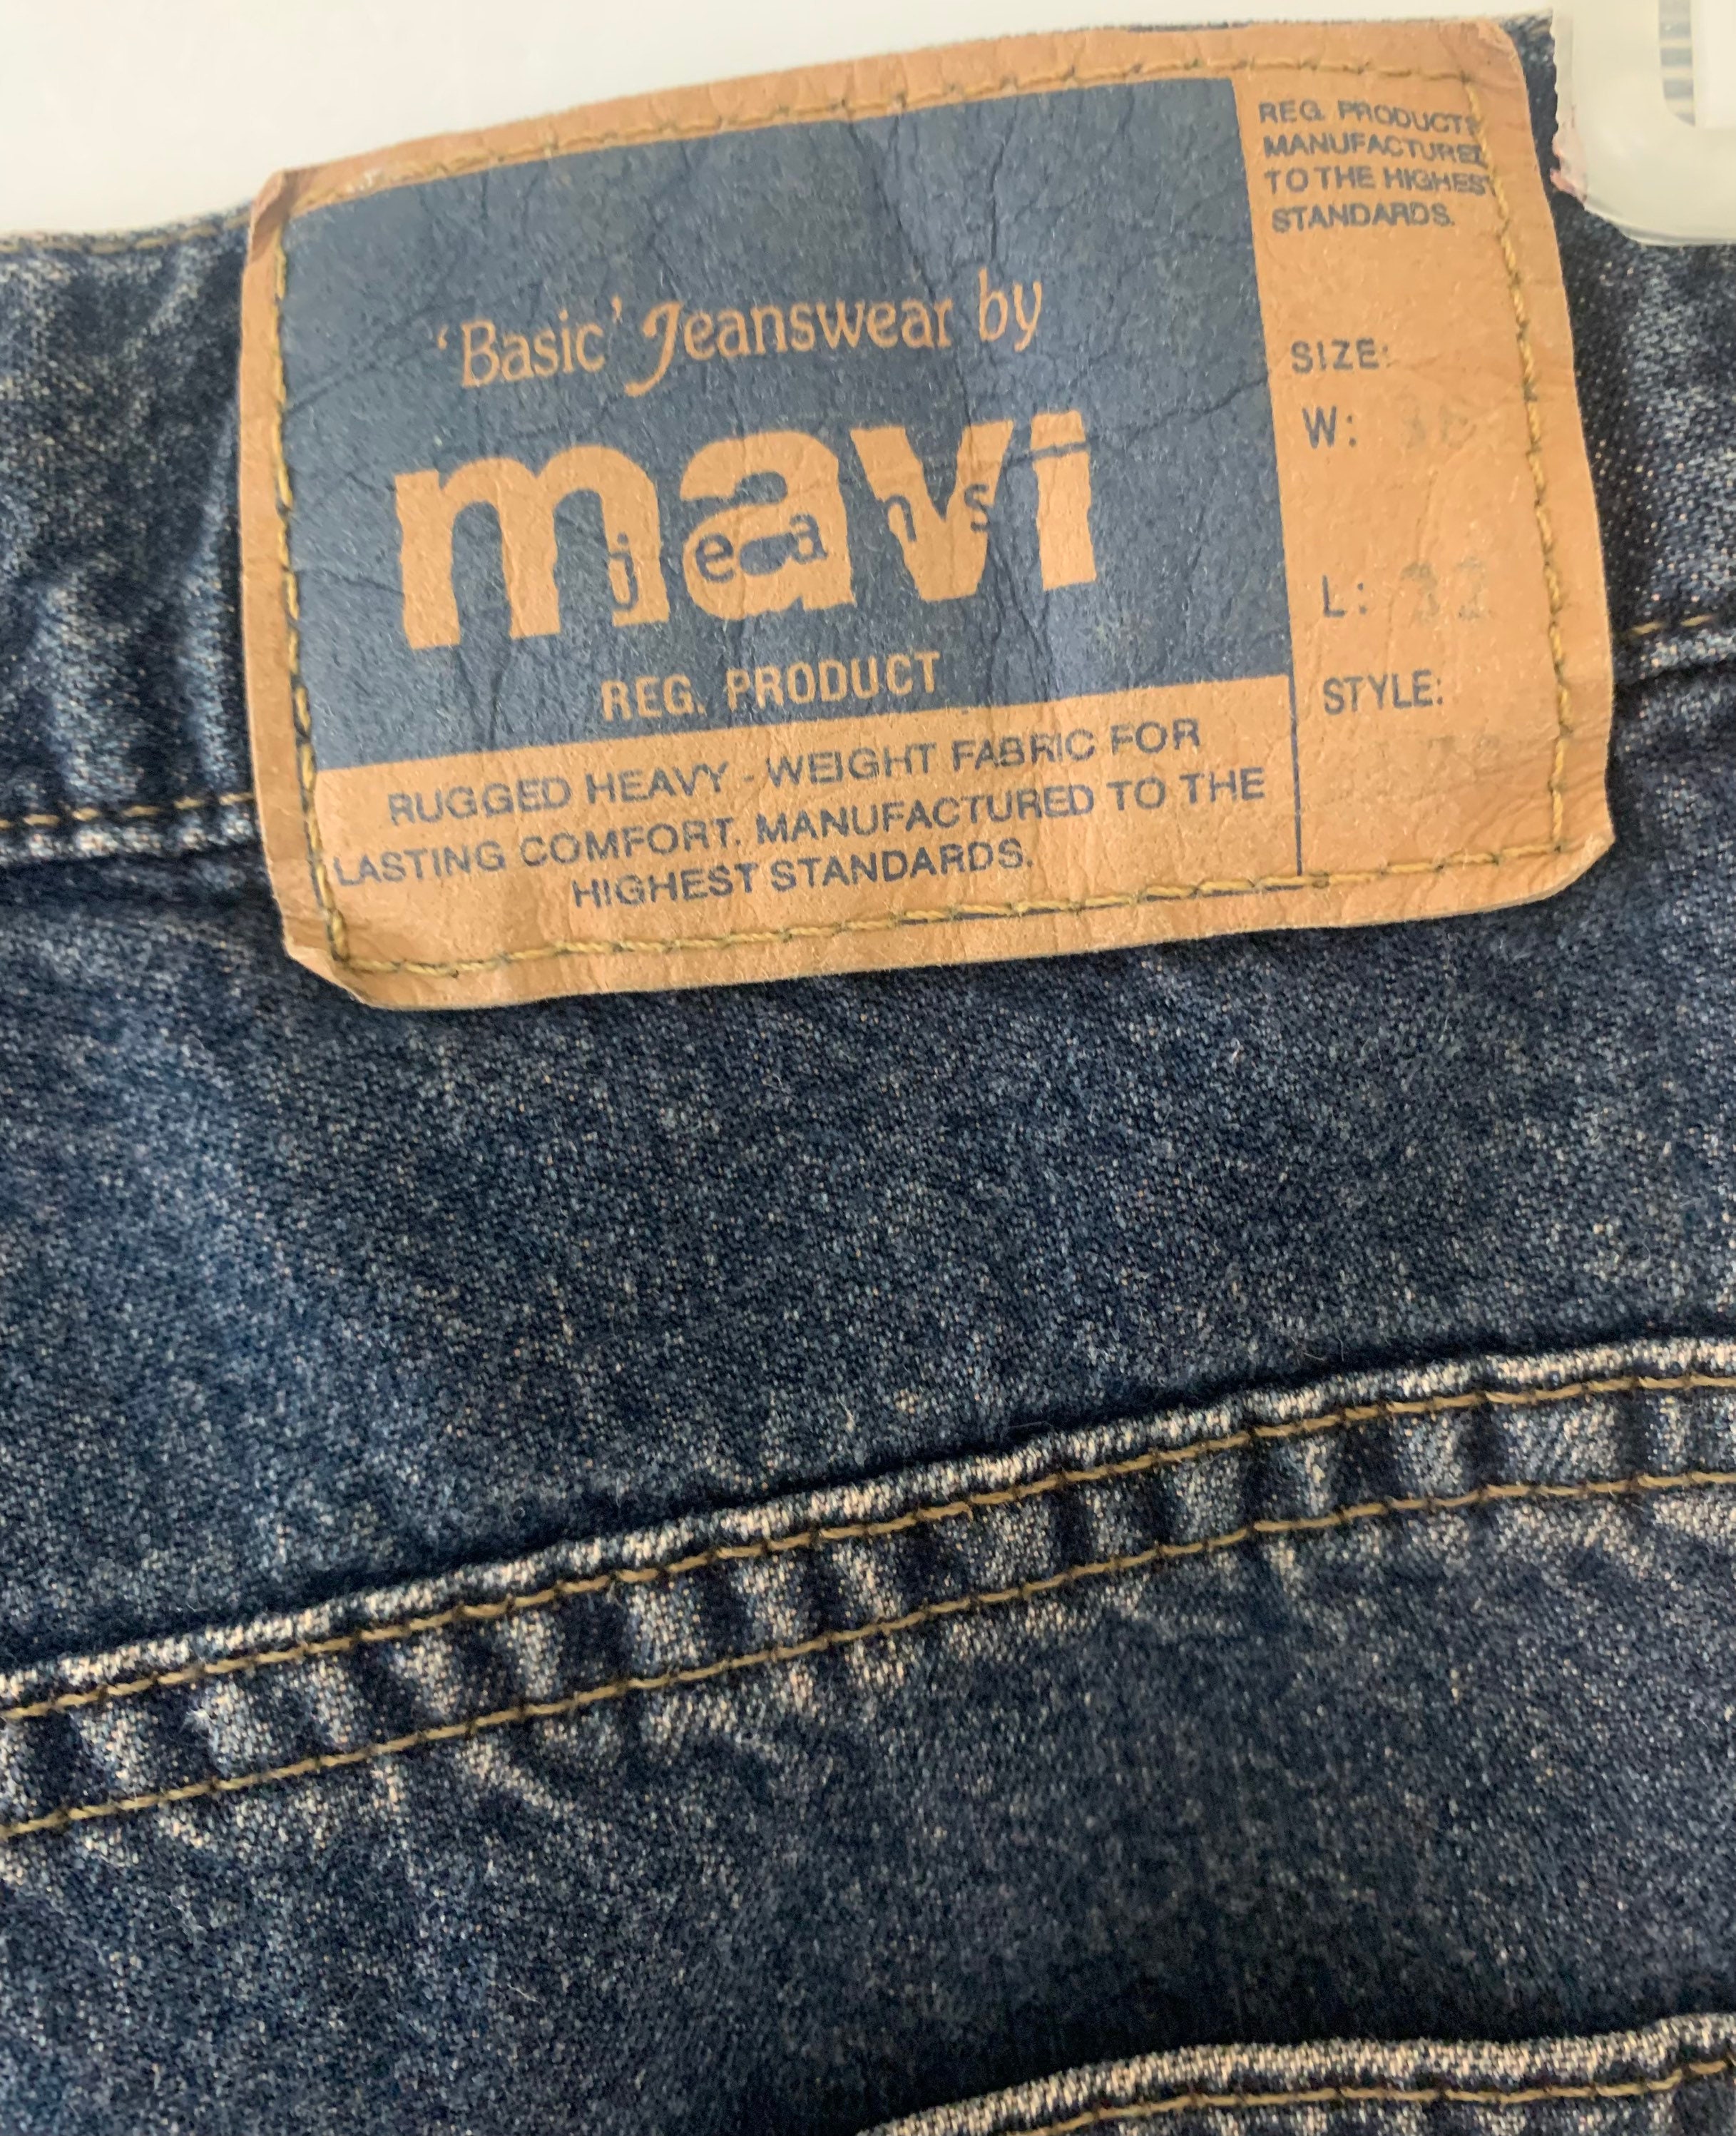 'Basic' Jeanswear by
mavi
jeans
REG. PRODUCT
RUGGED HEAVY - WEIGHT FABRIC FOR
LASTING COMFORT. MANUFACTURED TO THE
HIGHEST STANDARDS.
REG. PRODUCTS
MANUFACTURED
TO THE HIGHEST
STANDARDS.
SIZE:
W:
L: 32
STYLE: